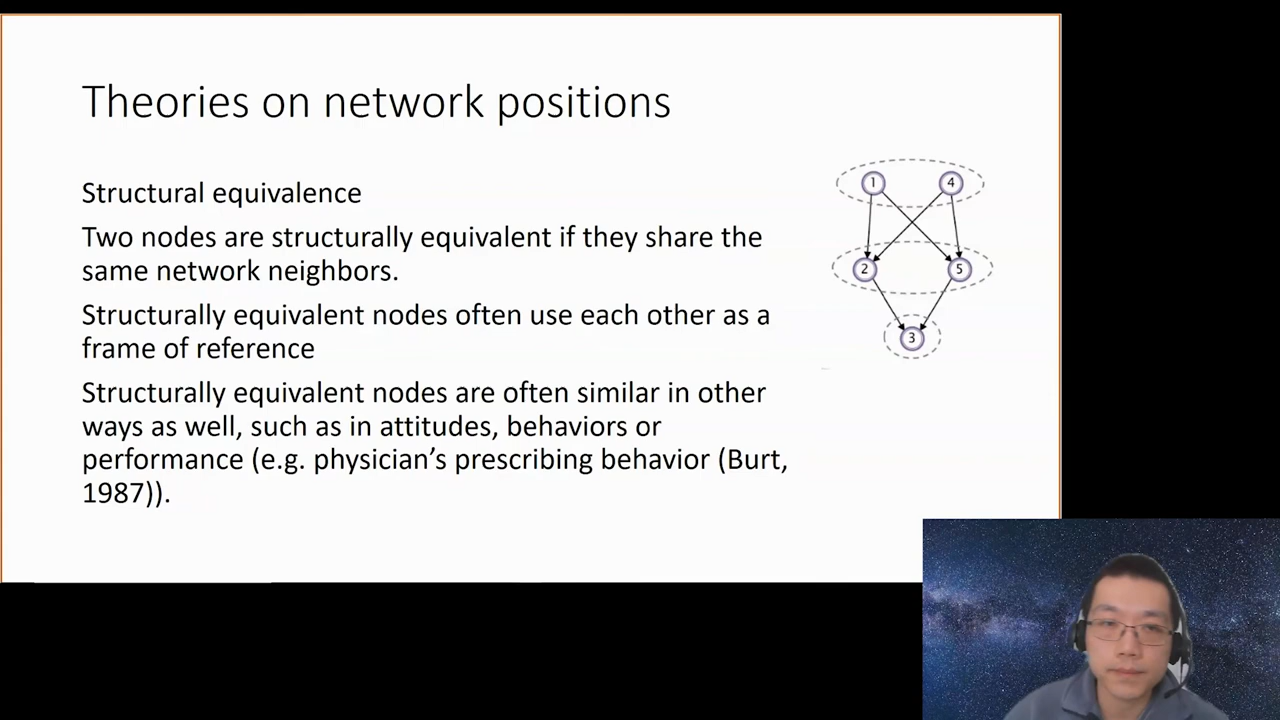 Theories on network positions
Structural equivalence
Two nodes are structurally equivalent if they share the
same network neighbors.
Structurally equivalent nodes often use each other as a
frame of reference
Structurally equivalent nodes are often similar in other
ways as well, such as in attitudes, behaviors or
performance (e.g. physician’s prescribing behavior (Burt,
1987)).
1 4
2 5
3